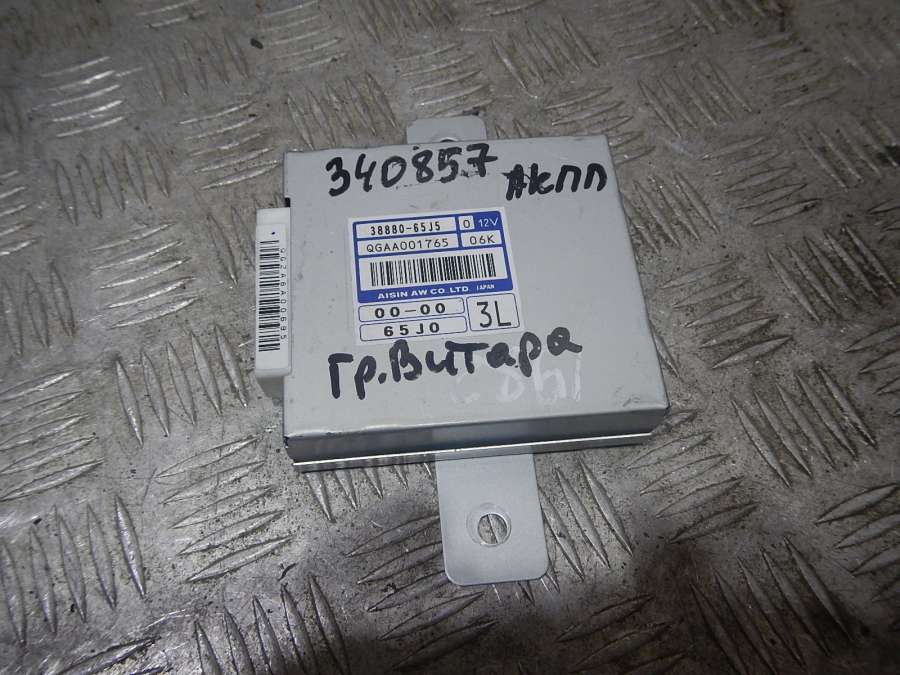 340857 АКПП
38880-65J5 0 12V
QGAA001765 06K
AISIN AW CO.,LTD. JAPAN
00-00
65J0 3L
Гр.Витара